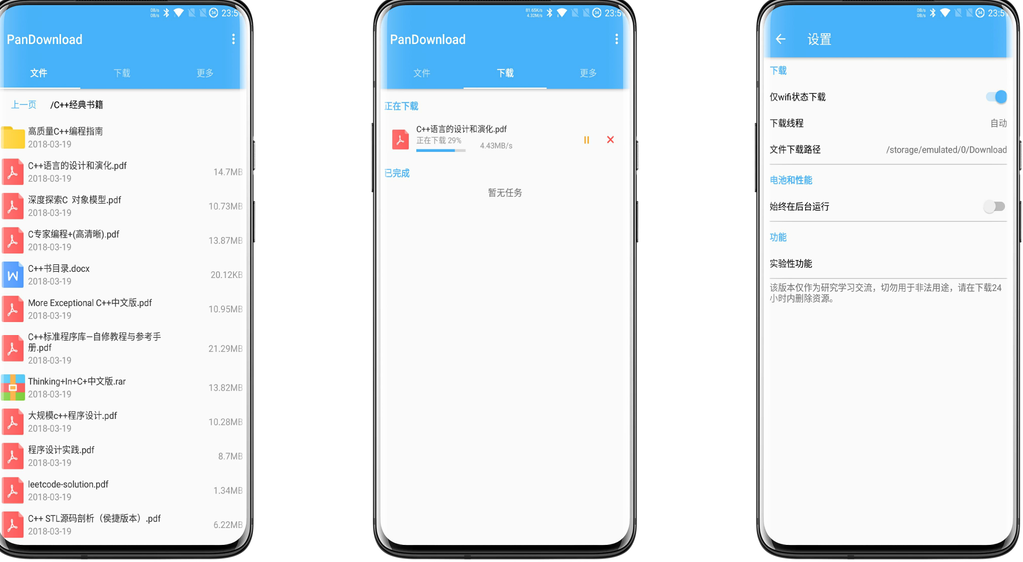 23:5
PanDownload
文件 下载 更多
上一页 /C++经典书籍
高质量C++编程指南
2018-03-19
C++语言的设计和演化.pdf
2018-03-19 14.7MB
深度探索C 对象模型.pdf
2018-03-19 10.73MB
C专家编程+(高清晰).pdf
2018-03-19 13.87MB
W C++书目录.docx
2018-03-19 20.12KB
More Exceptional C++中文版.pdf
2018-03-19 10.95MB
C++标准程序库—自修教程与参考手
册.pdf
2018-03-19 21.29MB
Thinking+In+C+中文版.rar
2018-03-19 13.82MB
大规模c++程序设计.pdf
2018-03-19 10.28MB
程序设计实践.pdf
2018-03-19 8.7MB
leetcode-solution.pdf
2018-03-19 1.34MB
C++ STL源码剖析（侯捷版本）.pdf
2018-03-19 6.22MB
23:5
PanDownload
文件 下载 更多
正在下载
C++语言的设计和演化.pdf
正在下载 29% 4.43MB/s
已完成
暂无任务
23:5
设置
下载
仅wifi状态下载
下载线程 自动
文件下载路径 /storage/emulated/0/Download
电池和性能
始终在后台运行
功能
实验性功能
该版本仅作为研究学习交流，切勿用于非法用途，请在下载24
小时内删除资源。